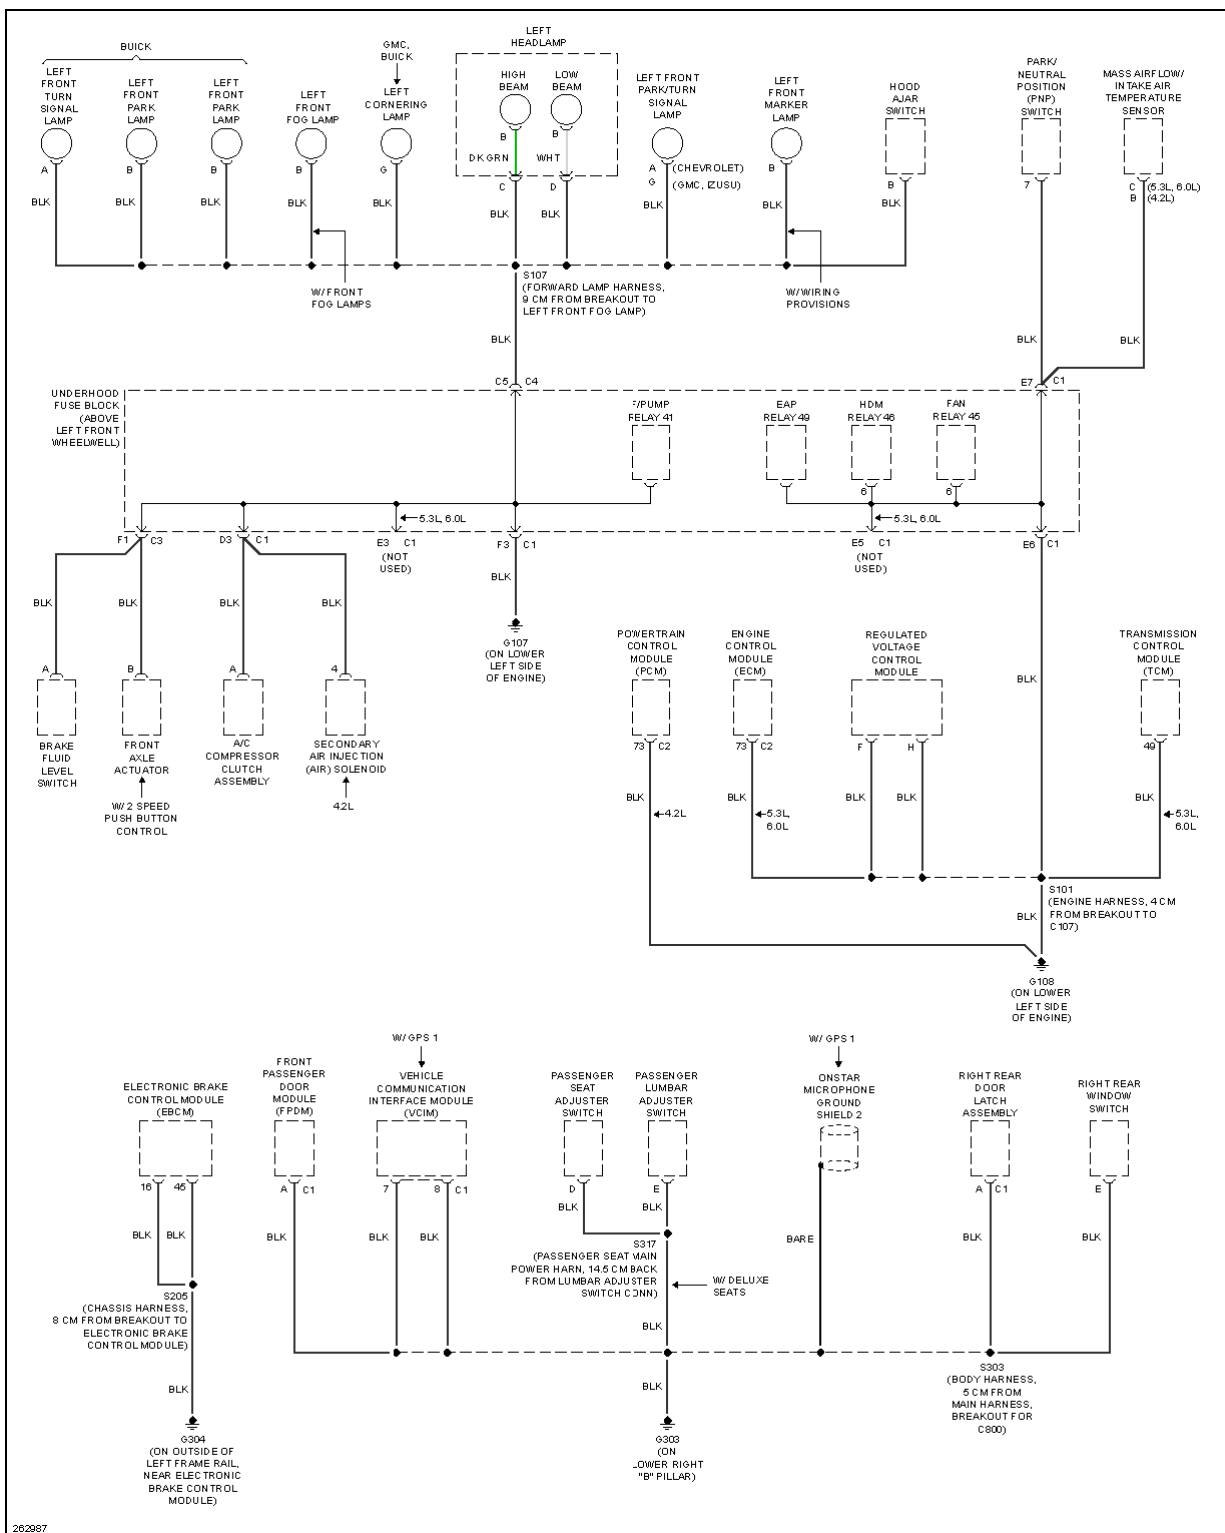 BUICK
LEFT
FRONT
TURN
SIGNAL
LAMP
LEFT
FRONT
PARK
LAMP
LEFT
FRONT
PARK
LAMP
LEFT
FRONT
FOG LAMP
GMC,
BUICK
LEFT
CORNERING
LAMP
LEFT
HEADLAMP
HIGH
BEAM
LOW
BEAM
LEFT FRONT
PARK/TURN
SIGNAL
LAMP
LEFT
FRONT
MARKER
LAMP
HOOD
AJAR
SWITCH
PARK/
NEUTRAL
POSITION
(PNP)
SWITCH
MASS AIRFLOW/
INTAKE AIR
TEMPERATURE
SENSOR
A
B
B
B
G
B
B
DK GRN
WHT
C
D
A (CHEVROLET)
G (GMC, IZUSU)
B
B
7
C (5.3L, 6.0L)
B (4.2L)
BLK
BLK
BLK
BLK
BLK
BLK
BLK
BLK
BLK
BLK
W/FRONT
FOG LAMPS
S107
(FORWARD LAMP HARNESS,
9 CM FROM BREAKOUT TO
LEFT FRONT FOG LAMP)
W/WIRING
PROVISIONS
BLK
BLK
BLK
C5 C4
E7 C1
UNDERHOOD
FUSE BLOCK
(ABOVE
LEFT FRONT
WHEELWELL)
F/PUMP
RELAY 41
EAP
RELAY 49
HDM
RELAY 46
FAN
RELAY 45
6
6
5.3L, 6.0L
5.3L, 6.0L
F1 C3
D3 C1
E3 C1
(NOT
USED)
F3 C1
E5 C1
(NOT
USED)
E6 C1
BLK
BLK
BLK
BLK
BLK
G107
(ON LOWER
LEFT SIDE
OF ENGINE)
A
B
A
4
BRAKE
FLUID
LEVEL
SWITCH
FRONT
AXLE
ACTUATOR
A/C
COMPRESSOR
CLUTCH
ASSEMBLY
SECONDARY
AIR INJECTION
(AIR) SOLENOID
W/ 2 SPEED
PUSH BUTTON
CONTROL
4.2L
POWERTRAIN
CONTROL
MODULE
(PCM)
ENGINE
CONTROL
MODULE
(ECM)
REGULATED
VOLTAGE
CONTROL
MODULE
TRANSMISSION
CONTROL
MODULE
(TCM)
BLK
73 C2
73 C2
F
H
49
BLK
BLK
BLK
BLK
BLK
4.2L
5.3L,
6.0L
5.3L,
6.0L
S101
(ENGINE HARNESS, 4 CM
FROM BREAKOUT TO
C107)
BLK
G108
(ON LOWER
LEFT SIDE
OF ENGINE)
ELECTRONIC BRAKE
CONTROL MODULE
(EBCM)
FRONT
PASSENGER
DOOR
MODULE
(FPDM)
W/ GPS 1
VEHICLE
COMMUNICATION
INTERFACE MODULE
(VCIM)
PASSENGER
SEAT
ADJUSTER
SWITCH
PASSENGER
LUMBAR
ADJUSTER
SWITCH
W/ GPS 1
ONSTAR
MICROPHONE
GROUND
SHIELD 2
RIGHT REAR
DOOR
LATCH
ASSEMBLY
RIGHT REAR
WINDOW
SWITCH
16
45
A C1
7
8 C1
D
E
A C1
E
BLK
BLK
BLK
BLK
BLK
BLK
BLK
BARE
BLK
BLK
S317
(PASSENGER SEAT MAIN
POWER HARN, 14.5 CM BACK
FROM LUMBAR ADJUSTER
SWITCH CONN)
W/ DELUXE
SEATS
S205
(CHASSIS HARNESS,
8 CM FROM BREAKOUT TO
ELECTRONIC BRAKE
CONTROL MODULE)
BLK
BLK
BLK
S303
(BODY HARNESS,
5 CM FROM
MAIN HARNESS,
BREAKOUT FOR
C800)
G304
(ON OUTSIDE OF
LEFT FRAME RAIL,
NEAR ELECTRONIC
BRAKE CONTROL
MODULE)
G303
(ON
LOWER RIGHT
"B" PILLAR)
262987